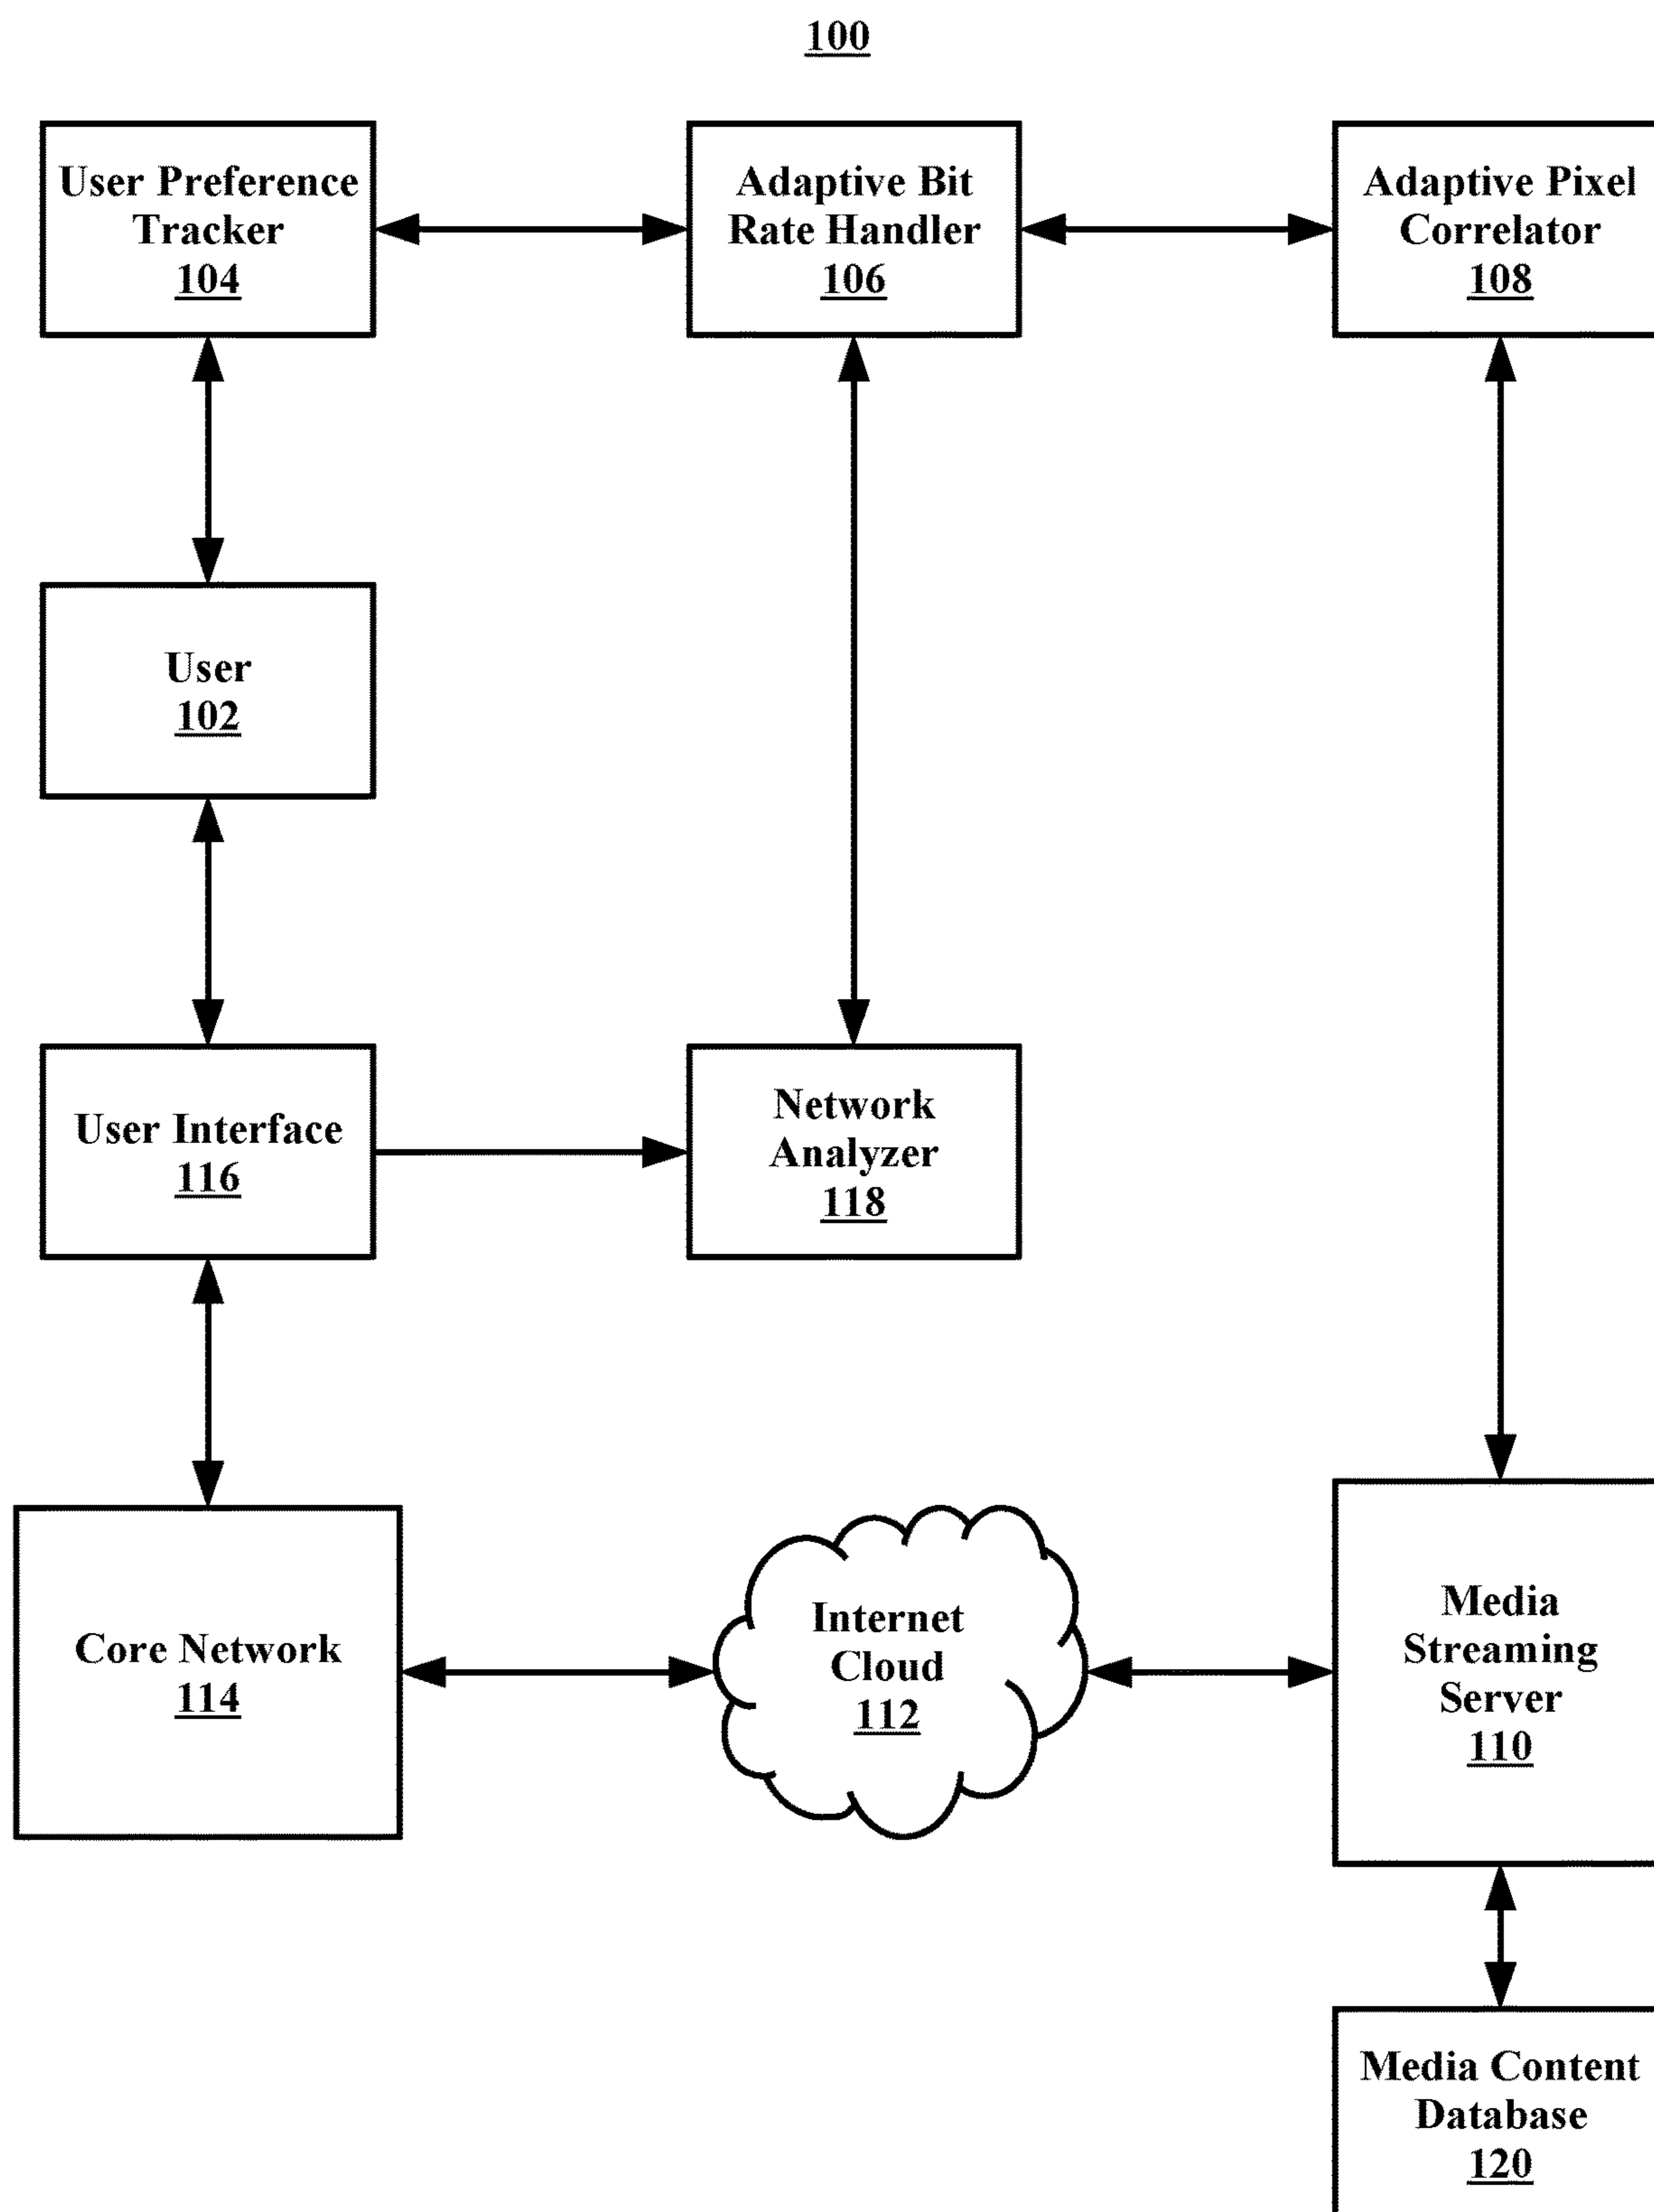 100
User Preference
Tracker
104
Adaptive Bit
Rate Handler
106
Adaptive Pixel
Correlator
108
User
102
User Interface
116
Network
Analyzer
118
Core Network
114
Internet
Cloud
112
Media
Streaming
Server
110
Media Content
Database
120